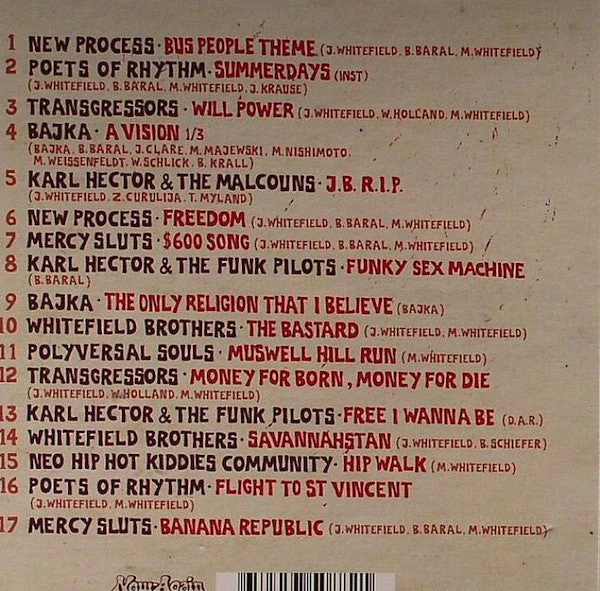 1 NEW PROCESS · BUS PEOPLE THEME (J.WHITEFIELD, B.BARAL, M.WHITEFIELD)
2 POETS OF RHYTHM · SUMMERDAYS (INST)
(J.WHITEFIELD, B.BARAL, M.WHITEFIELD, J.KRAUSE)
3 TRANSGRESSORS · WILL POWER (J.WHITEFIELD, W.HOLLAND, M.WHITEFIELD)
4 BAJKA · A VISION 1/3
(BAJKA, B.BARAL, J.CLARE, M.MAJEWSKI, M.NISHIMOTO,
M.WEISSENFELDT, W.SCHLICK, B.KRALL)
5 KARL HECTOR & THE MALCOUNS · J.B. R.I.P.
(J.WHITEFIELD, Z.CURULIJA, T.MYLAND)
6 NEW PROCESS · FREEDOM (J.WHITEFIELD, B.BARAL, M.WHITEFIELD)
7 MERCY SLUTS · $600 SONG (J.WHITEFIELD, B.BARAL, M.WHITEFIELD)
8 KARL HECTOR & THE FUNK PILOTS · FUNKY SEX MACHINE
(B.BARAL)
9 BAJKA · THE ONLY RELIGION THAT I BELIEVE (BAJKA)
10 WHITEFIELD BROTHERS · THE BASTARD (J.WHITEFIELD, M.WHITEFIELD)
11 POLYVERSAL SOULS · MUSWELL HILL RUN (M.WHITEFIELD)
12 TRANSGRESSORS · MONEY FOR BORN, MONEY FOR DIE
(J.WHITEFIELD, W.HOLLAND, M.WHITEFIELD)
13 KARL HECTOR & THE FUNK PILOTS · FREE I WANNA BE (D.A.R.)
14 WHITEFIELD BROTHERS · SAVANNAHSTAN (J.WHITEFIELD, B.SCHIEFER)
15 NEO HIP HOT KIDDIES COMMUNITY · HIP WALK (M.WHITEFIELD)
16 POETS OF RHYTHM · FLIGHT TO ST VINCENT
(J.WHITEFIELD, M.WHITEFIELD)
17 MERCY SLUTS · BANANA REPUBLIC (J.WHITEFIELD, B.BARAL, M.WHITEFIELD)
Now-Again